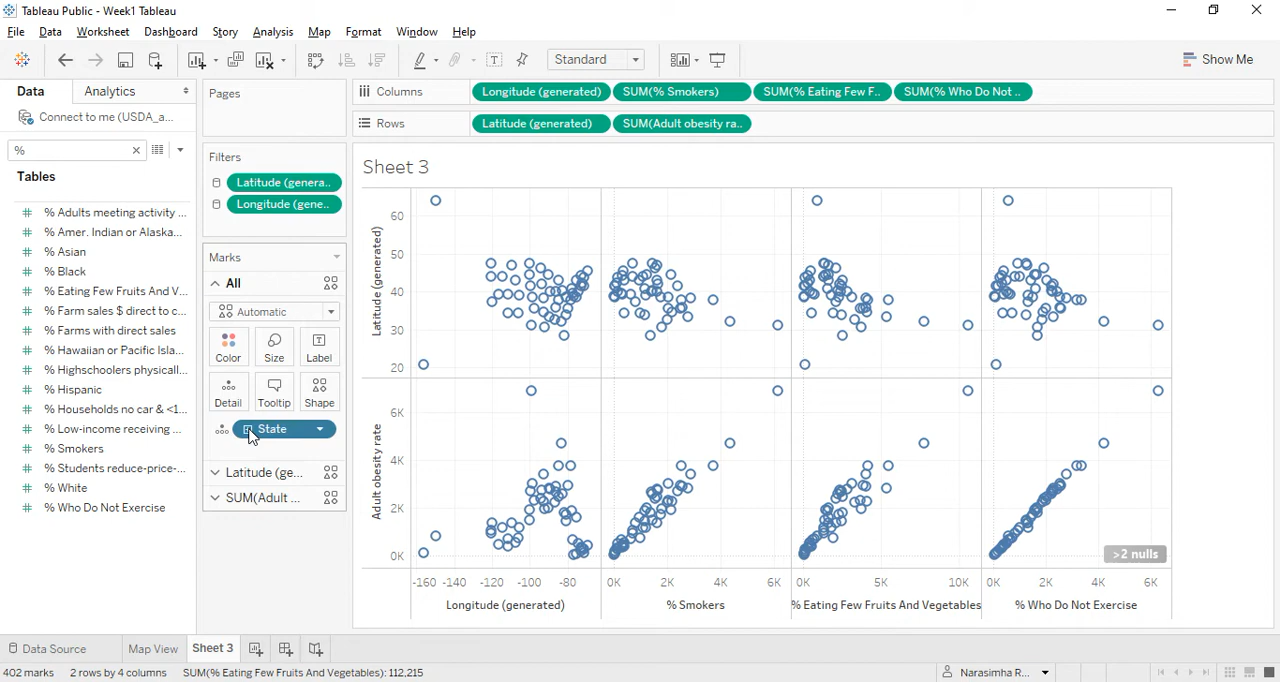 Tableau Public - Week1 Tableau
File Data Worksheet Dashboard Story Analysis Map Format Window Help
Standard
Show Me
Data
Analytics
Connect to me (USDA_a...
%
Tables
% Adults meeting activity ...
% Amer. Indian or Alaska...
% Asian
% Black
% Eating Few Fruits And V...
% Farm sales $ direct to c...
% Farms with direct sales
% Hawaiian or Pacific Isla...
% Highschoolers physicall...
% Hispanic
% Households no car & <1...
% Low-income receiving ...
% Smokers
% Students reduce-price-...
% White
% Who Do Not Exercise
Pages
Filters
Latitude (genera..
Longitude (gene..
Marks
All
Automatic
Color Size Label
Detail Tooltip Shape
State
Latitude (ge...
SUM(Adult ...
Columns
Longitude (generated) SUM(% Smokers) SUM(% Eating Few F.. SUM(% Who Do Not ..
Rows
Latitude (generated) SUM(Adult obesity ra..
Sheet 3
Latitude (generated)
60
50
40
30
20
Adult obesity rate
6K
4K
2K
0K
>2 nulls
-160 -140 -120 -100 -80 0K 2K 4K 6K 0K 5K 10K 0K 2K 4K 6K
Longitude (generated) % Smokers % Eating Few Fruits And Vegetables % Who Do Not Exercise
Data Source Map View Sheet 3
402 marks 2 rows by 4 columns SUM(% Eating Few Fruits And Vegetables): 112,215
Narasimha R...